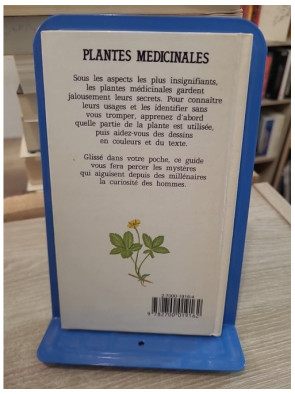 PLANTES MEDICINALES
Sous les aspects les plus insignifiants,
les plantes médicinales gardent
jalousement leurs secrets. Pour connaître
leurs usages et les identifier sans
vous tromper, apprenez d'abord
quelle partie de la plante est utilisée,
puis aidez-vous des dessins
en couleurs et du texte.
Glissé dans votre poche, ce guide
vous fera percer les mystères
qui aiguisent depuis des millénaires
la curiosité des hommes.